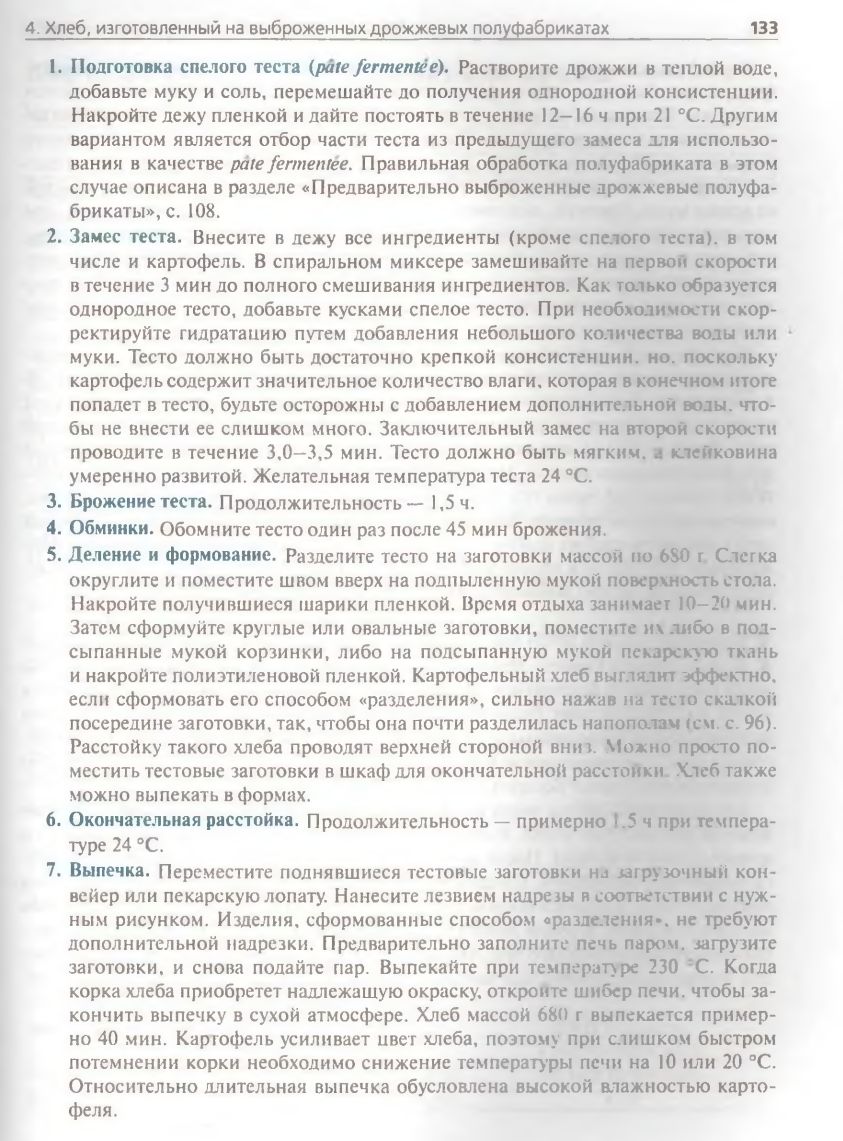 4. Хлеб, изготовленный на выброженных дрожжевых полуфабрикатах 133
1. Подготовка спелого теста (pâte fermentée). Растворите дрожжи в теплой воде,
добавьте муку и соль, перемешайте до получения однородной консистенции.
Накройте дежу пленкой и дайте постоять в течение 12–16 ч при 21 °С. Другим
вариантом является отбор части теста из предыдущего замеса для использо-
вания в качестве pâte fermentée. Правильная обработка полуфабриката в этом
случае описана в разделе «Предварительно выброженные дрожжевые полуфа-
брикаты», с. 108.
2. Замес теста. Внесите в дежу все ингредиенты (кроме спелого теста), в том
числе и картофель. В спиральном миксере замешивайте на первой скорости
в течение 3 мин до полного смешивания ингредиентов. Как только образуется
однородное тесто, добавьте кусками спелое тесто. При необходимости скор-
ректируйте гидратацию путем добавления небольшого количества воды или
муки. Тесто должно быть достаточно крепкой консистенции, но, поскольку
картофель содержит значительное количество влаги, которая в конечном итоге
попадет в тесто, будьте осторожны с добавлением дополнительной воды, что-
бы не внести ее слишком много. Заключительный замес на второй скорости
проводите в течение 3,0–3,5 мин. Тесто должно быть мягким, а клейковина
умеренно развитой. Желательная температура теста 24 °С.
3. Брожение теста. Продолжительность — 1,5 ч.
4. Обминки. Обомните тесто один раз после 45 мин брожения.
5. Деление и формование. Разделите тесто на заготовки массой по 680 г. Слегка
округлите и поместите швом вверх на подпыленную мукой поверхность стола.
Накройте получившиеся шарики пленкой. Время отдыха занимает 10–20 мин.
Затем сформуйте круглые или овальные заготовки, поместите их либо в под-
сыпанные мукой корзинки, либо на подсыпанную мукой пекарскую ткань
и накройте полиэтиленовой пленкой. Картофельный хлеб выглядит эффектно,
если сформовать его способом «разделения», сильно нажав на тесто скалкой
посередине заготовки, так, чтобы она почти разделилась напополам (см. с. 96).
Расстойку такого хлеба проводят верхней стороной вниз. Можно просто по-
местить тестовые заготовки в шкаф для окончательной расстойки. Хлеб также
можно выпекать в формах.
6. Окончательная расстойка. Продолжительность — примерно 1,5 ч при темпера-
туре 24 °С.
7. Выпечка. Переместите поднявшиеся тестовые заготовки на загрузочный кон-
вейер или пекарскую лопату. Нанесите лезвием надрезы в соответствии с нуж-
ным рисунком. Изделия, сформованные способом «разделения», не требуют
дополнительной надрезки. Предварительно заполните печь паром, загрузите
заготовки, и снова подайте пар. Выпекайте при температуре 230 °С. Когда
корка хлеба приобретет надлежащую окраску, откройте шибер печи, чтобы за-
кончить выпечку в сухой атмосфере. Хлеб массой 680 г выпекается пример-
но 40 мин. Картофель усиливает цвет хлеба, поэтому при слишком быстром
потемнении корки необходимо снижение температуры печи на 10 или 20 °С.
Относительно длительная выпечка обусловлена высокой влажностью карто-
феля.